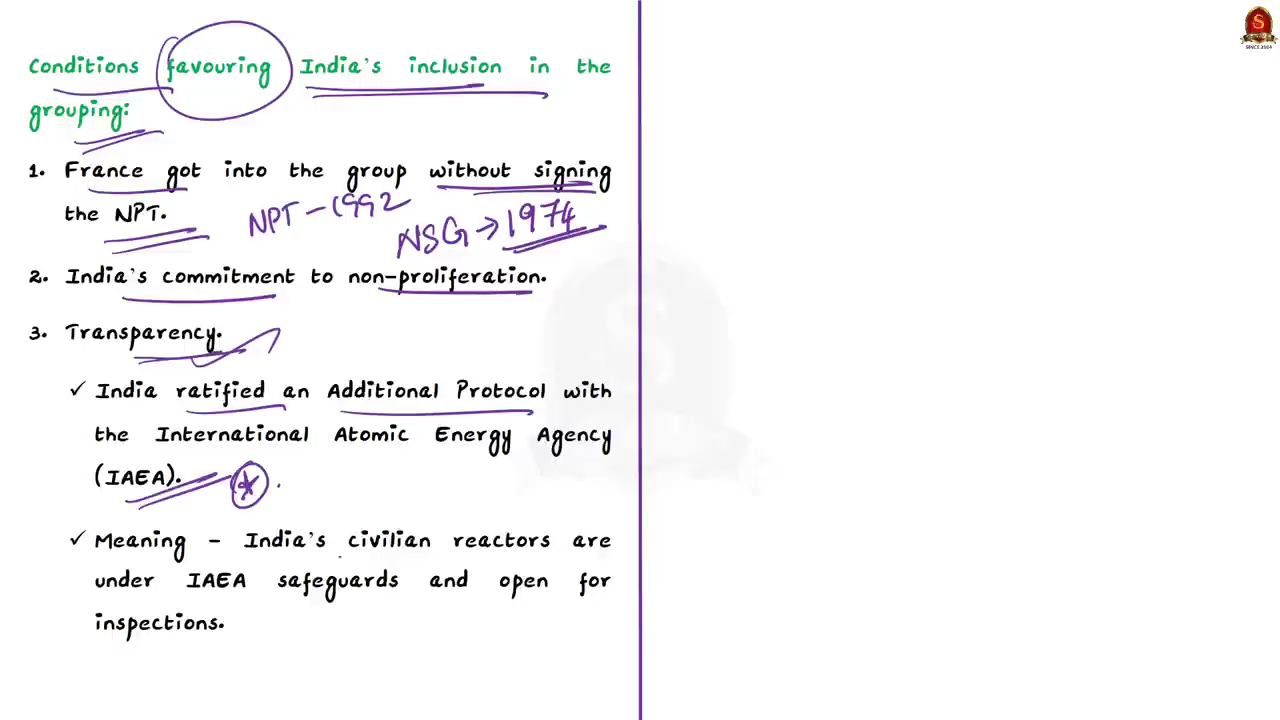 Conditions favouring India's inclusion in the
grouping:
1. France got into the group without signing
the NPT.
NPT - 1992
NSG → 1974
2. India's commitment to non-proliferation.
3. Transparency.
✓ India ratified an Additional Protocol with
the International Atomic Energy Agency
(IAEA).
✓ Meaning - India's civilian reactors are
under IAEA safeguards and open for
inspections.
S
SINCE 2004